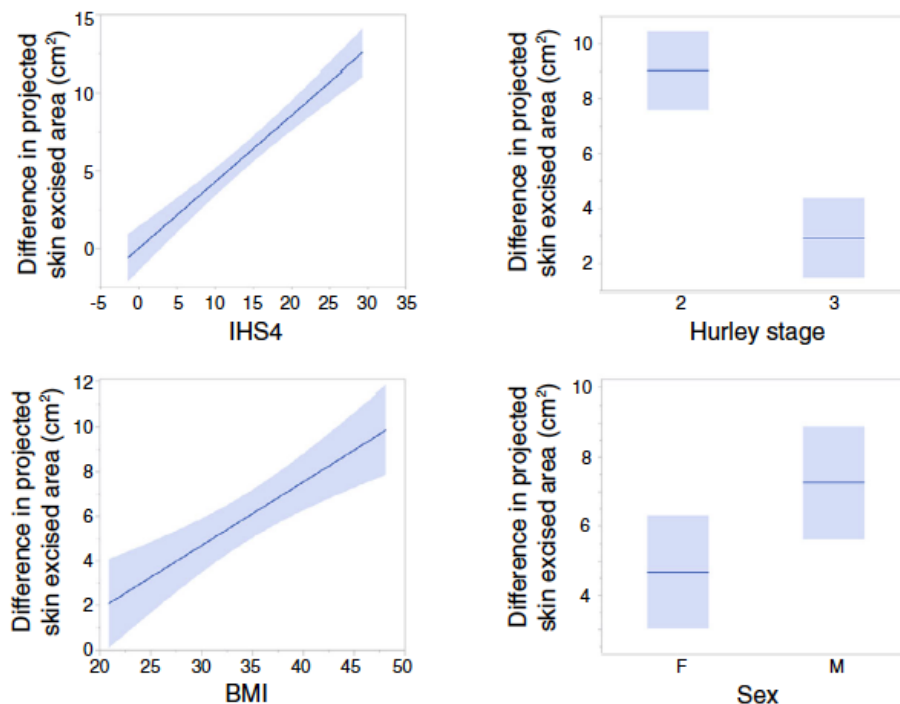 Difference in projected
skin excised area (cm²)
15
10
5
0
-5 0 5 10 15 20 25 30 35
IHS4
Difference in projected
skin excised area (cm²)
10
8
6
4
2
2 3
Hurley stage
Difference in projected
skin excised area (cm²)
12
10
8
6
4
2
0
20 25 30 35 40 45 50
BMI
Difference in projected
skin excised area (cm²)
10
8
6
4
F M
Sex